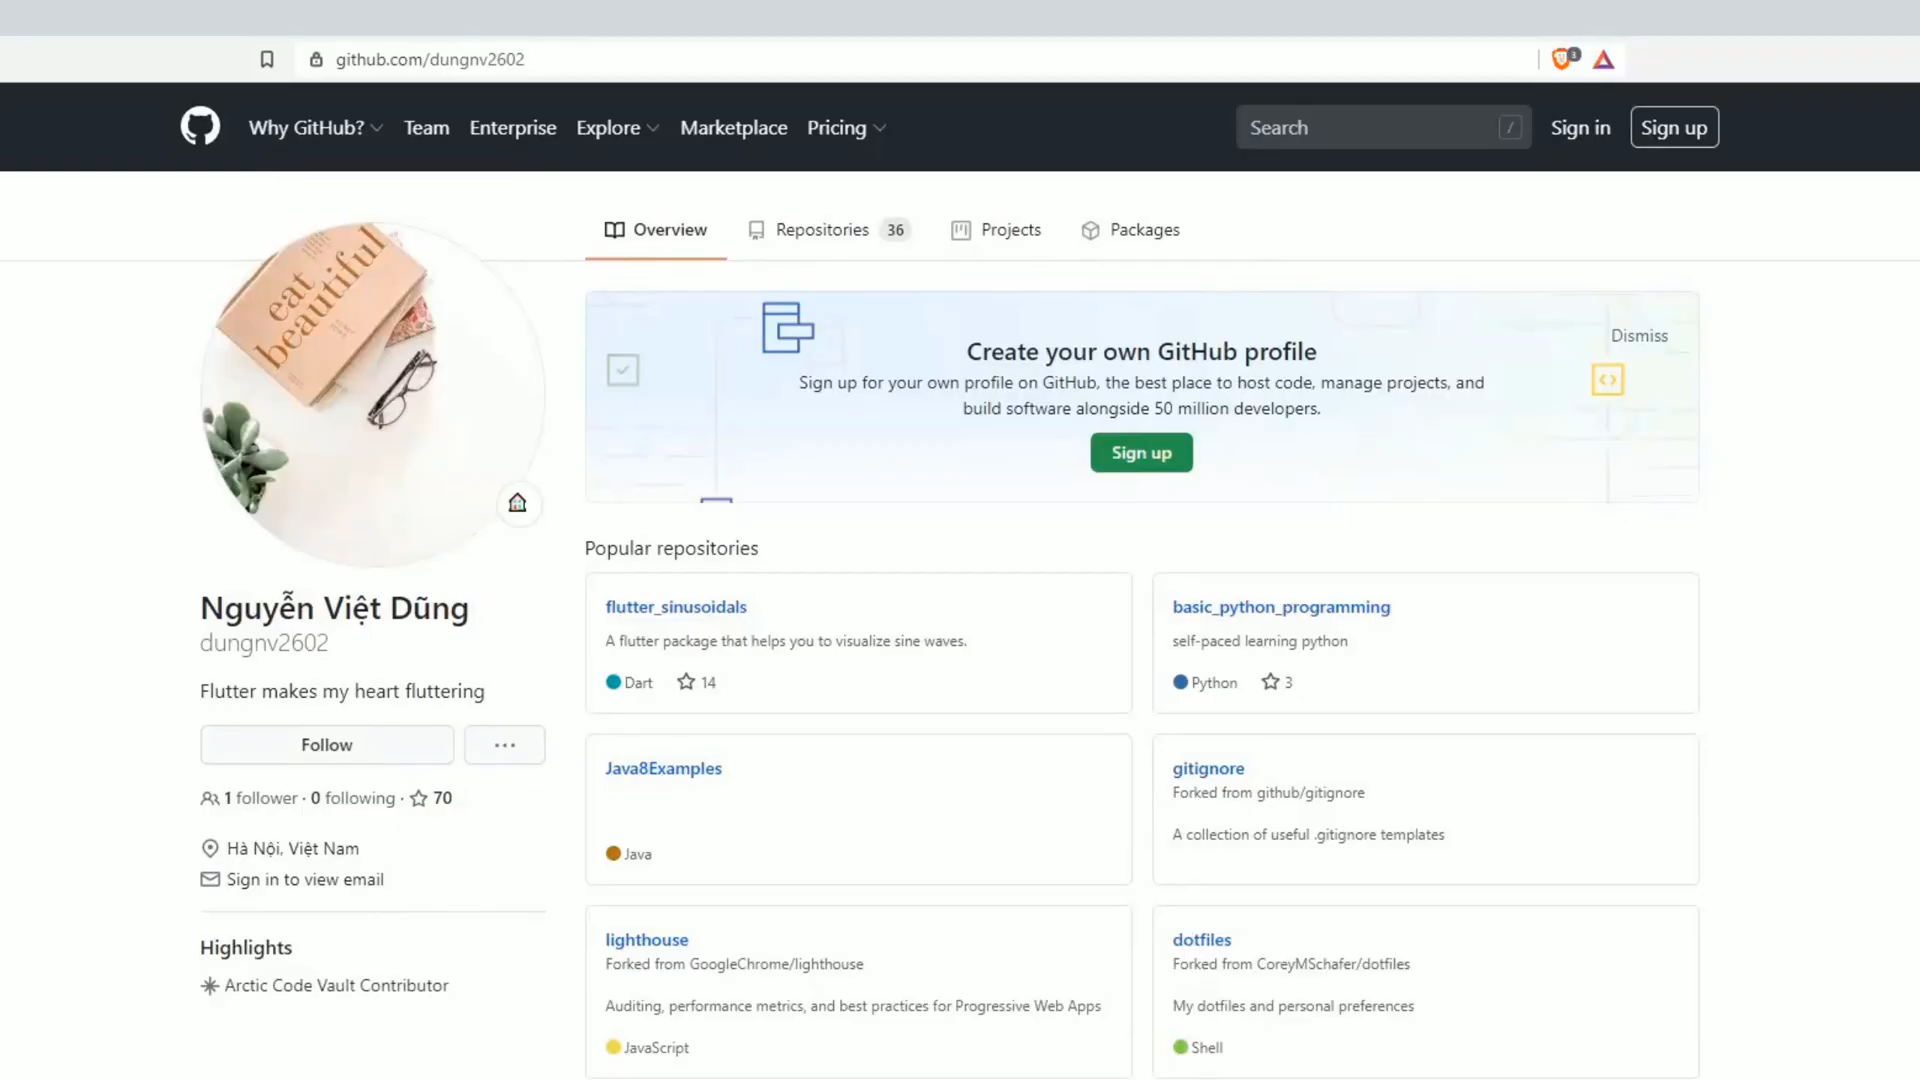 github.com/dungnv2602
3
Why GitHub? Team Enterprise Explore Marketplace Pricing Search / Sign in Sign up
Overview Repositories 36 Projects Packages
eat
beautiful
Create your own GitHub profile
Dismiss
Sign up for your own profile on GitHub, the best place to host code, manage projects, and
build software alongside 50 million developers.
Sign up
Nguyễn Việt Dũng
dungnv2602
Flutter makes my heart fluttering
Follow ...
1 follower · 0 following · 70
Hà Nội, Việt Nam
Sign in to view email
Highlights
Arctic Code Vault Contributor
Popular repositories
flutter_sinusoidals
A flutter package that helps you to visualize sine waves.
Dart 14
basic_python_programming
self-paced learning python
Python 3
Java8Examples
Java
gitignore
Forked from github/gitignore
A collection of useful .gitignore templates
lighthouse
Forked from GoogleChrome/lighthouse
Auditing, performance metrics, and best practices for Progressive Web Apps
JavaScript
dotfiles
Forked from CoreyMSchafer/dotfiles
My dotfiles and personal preferences
Shell